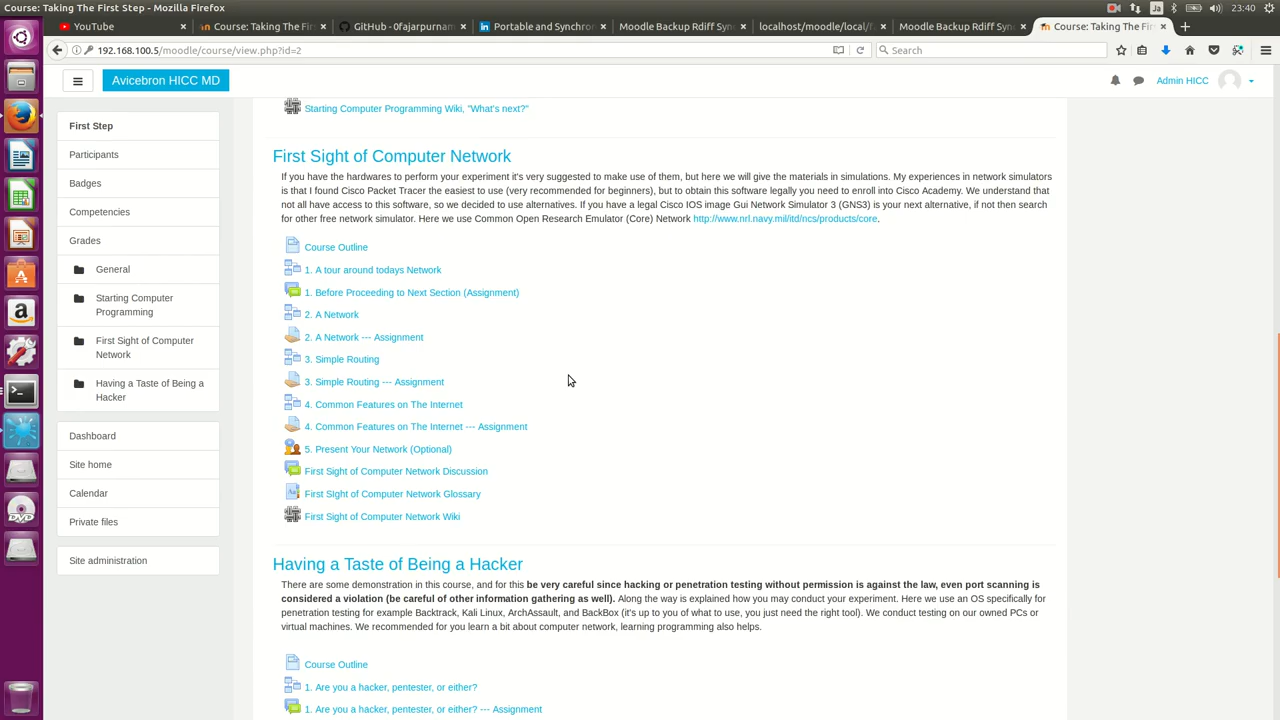 Course: Taking The First Step - Mozilla Firefox
Ja
23:40
YouTube
Course: Taking The Firs
GitHub - 0fajarpurnam
Portable and Synchron
Moodle Backup Rdiff Sync
localhost/moodle/local/f
Moodle Backup Rdiff Sync
Course: Taking The First
192.168.100.5/moodle/course/view.php?id=2
Search
Avicebron HICC MD
Admin HICC
First Step
Participants
Badges
Competencies
Grades
General
Starting Computer
Programming
First Sight of Computer
Network
Having a Taste of Being a
Hacker
Dashboard
Site home
Calendar
Private files
Site administration
Starting Computer Programming Wiki, "What's next?"
First Sight of Computer Network
If you have the hardwares to perform your experiment it's very suggested to make use of them, but here we will give the materials in simulations. My experiences in network simulators
is that I found Cisco Packet Tracer the easiest to use (very recommended for beginners), but to obtain this software legally you need to enroll into Cisco Academy. We understand that
not all have access to this software, so we decided to use alternatives. If you have a legal Cisco IOS image Gui Network Simulator 3 (GNS3) is your next alternative, if not then search
for other free network simulator. Here we use Common Open Research Emulator (Core) Network http://www.nrl.navy.mil/itd/ncs/products/core.
Course Outline
1. A tour around todays Network
1. Before Proceeding to Next Section (Assignment)
2. A Network
2. A Network --- Assignment
3. Simple Routing
3. Simple Routing --- Assignment
4. Common Features on The Internet
4. Common Features on The Internet --- Assignment
5. Present Your Network (Optional)
First Sight of Computer Network Discussion
First SIght of Computer Network Glossary
First Sight of Computer Network Wiki
Having a Taste of Being a Hacker
There are some demonstration in this course, and for this be very careful since hacking or penetration testing without permission is against the law, even port scanning is
considered a violation (be careful of other information gathering as well). Along the way is explained how you may conduct your experiment. Here we use an OS specifically for
penetration testing for example Backtrack, Kali Linux, ArchAssault, and BackBox (it's up to you of what to use, you just need the right tool). We conduct testing on our owned PCs or
virtual machines. We recommended for you learn a bit about computer network, learning programming also helps.
Course Outline
1. Are you a hacker, pentester, or either?
1. Are you a hacker, pentester, or either? --- Assignment